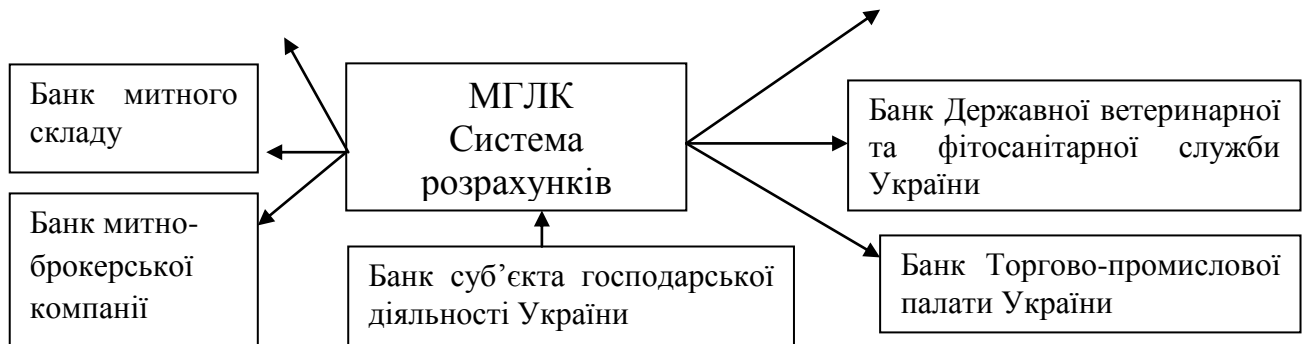 Банк митного
складу
Банк митно-
брокерської
компанії
МГЛК
Система
розрахунків
Банк суб’єкта господарської
діяльності України
Банк Державної ветеринарної
та фітосанітарної служби
України
Банк Торгово-промислової
палати України